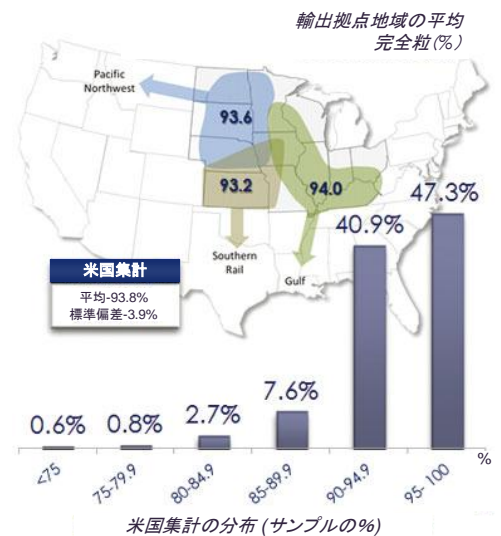 輸出拠点地域の平均
完全粒(%)
Pacific
Northwest
93.6
93.2
94.0
Southern
Rail
Gulf
米国集計
平均-93.8%
標準偏差-3.9%
0.6%
0.8%
2.7%
7.6%
40.9%
47.3%
<75
75-79.9
80-84.9
85-89.9
90-94.9
95- 100
%
米国集計の分布 (サンプルの%)